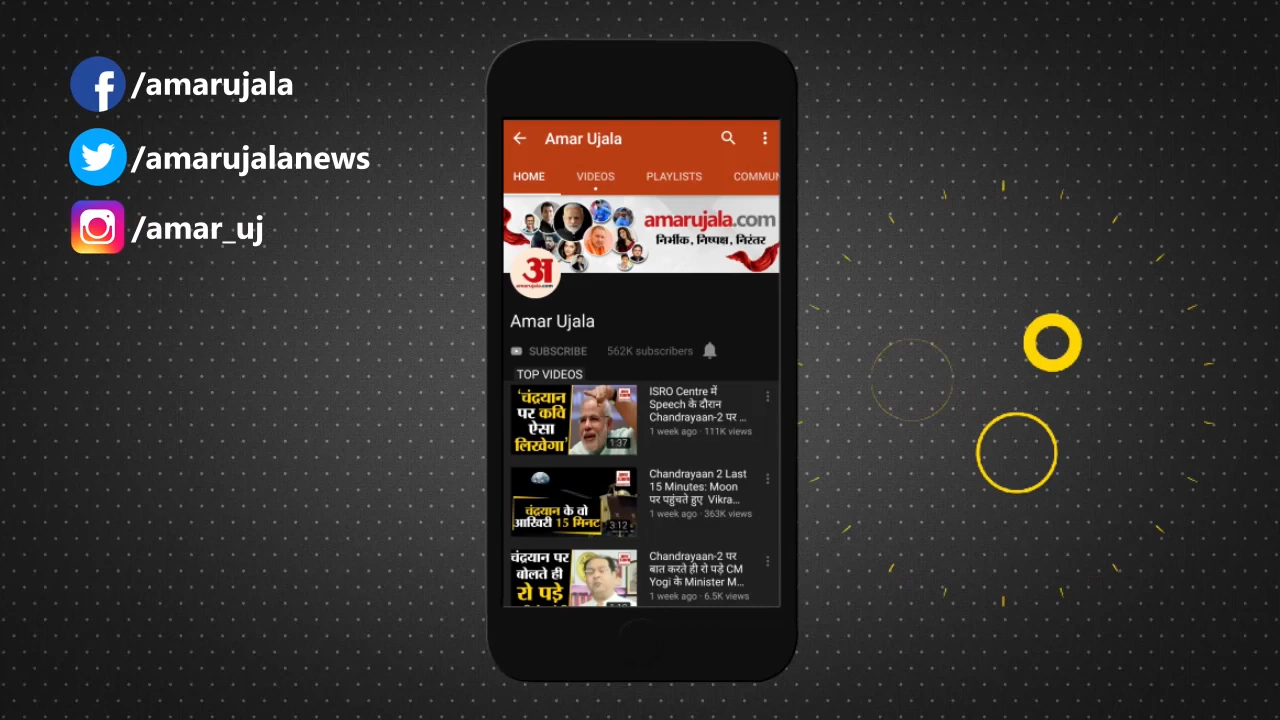 /amarujala
/amarujalanews
/amar_uj
Amar Ujala
HOME VIDEOS PLAYLISTS COMMUN
amarujala.com
निर्भीक, निष्पक्ष, निरंतर
अ
amarujala.com
Amar Ujala
SUBSCRIBE 562K subscribers
TOP VIDEOS
'चंद्रयान
पर कवि
ऐसा
लिखेगा'
1:37
ISRO Centre में
Speech के दौरान
Chandrayaan-2 पर ...
1 week ago · 111K views
चंद्रयान के वो
आखिरी 15 मिनट
3:12
Chandrayaan 2 Last
15 Minutes: Moon
पर पहुंचते हुए Vikra...
1 week ago · 363K views
चंद्रयान पर
बोलते ही
रो पड़े
Chandrayaan-2 पर
बात करते ही रो पड़े CM
Yogi के Minister M...
1 week ago · 6.5K views